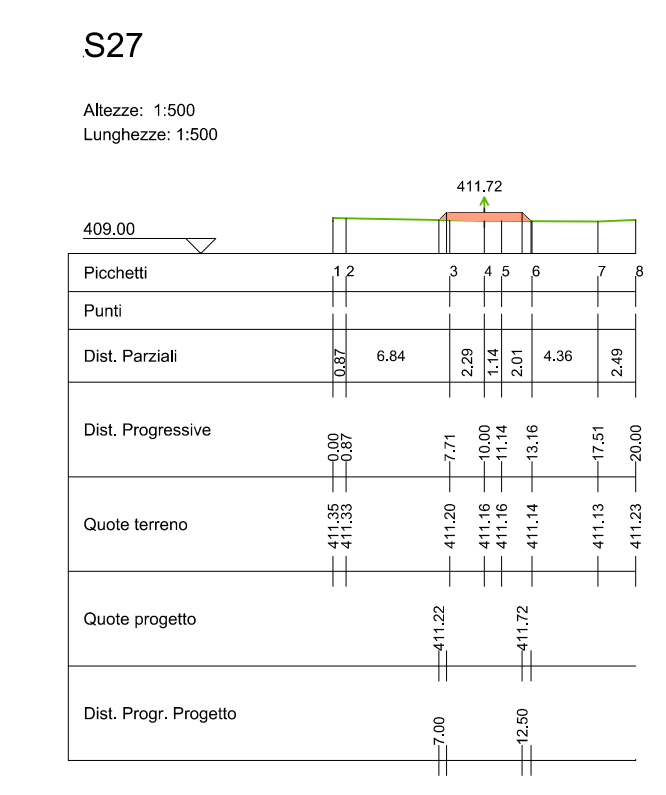 S27
Altezze: 1:500
Lunghezze: 1:500
411.72
409.00
Picchetti 1 2 3 4 5 6 7 8
Punti
Dist. Parziali 0.87 6.84 2.29 1.14 2.01 4.36 2.49
Dist. Progressive 0.00 0.87 7.71 10.00 11.14 13.16 17.51 20.00
Quote terreno 411.35 411.33 411.20 411.16 411.16 411.14 411.13 411.23
Quote progetto 411.22 411.72
Dist. Progr. Progetto 7.00 12.50